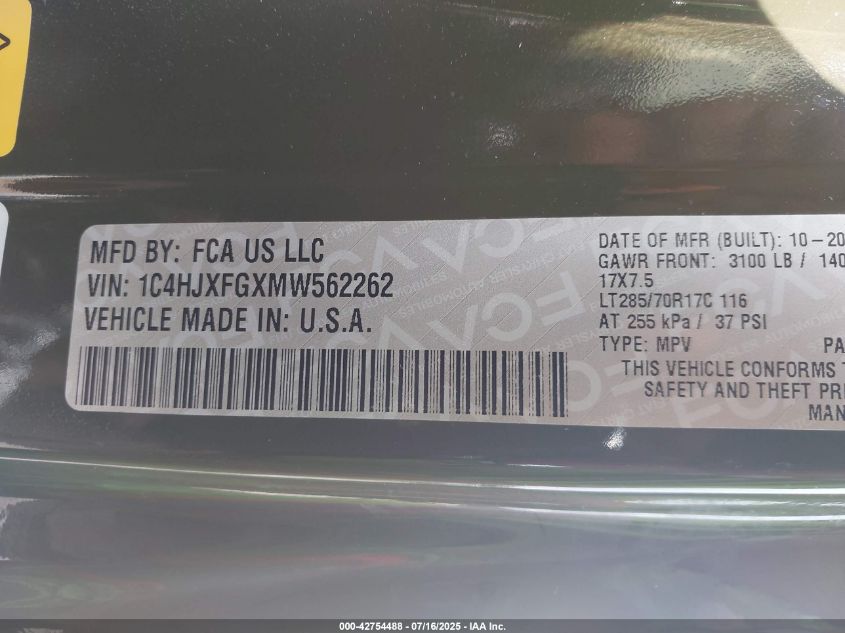 MFD BY: FCA US LLC
VIN: 1C4HJXFGXMW562262
VEHICLE MADE IN: U.S.A.
DATE OF MFR (BUILT): 10-20
GAWR FRONT: 3100 LB / 140
17X7.5
LT285/70R17C 116
AT 255 kPa / 37 PSI
TYPE: MPV PA
THIS VEHICLE CONFORMS T
SAFETY AND THEFT PRE
MAN
000-42754488 - 07/16/2025 - IAA Inc.